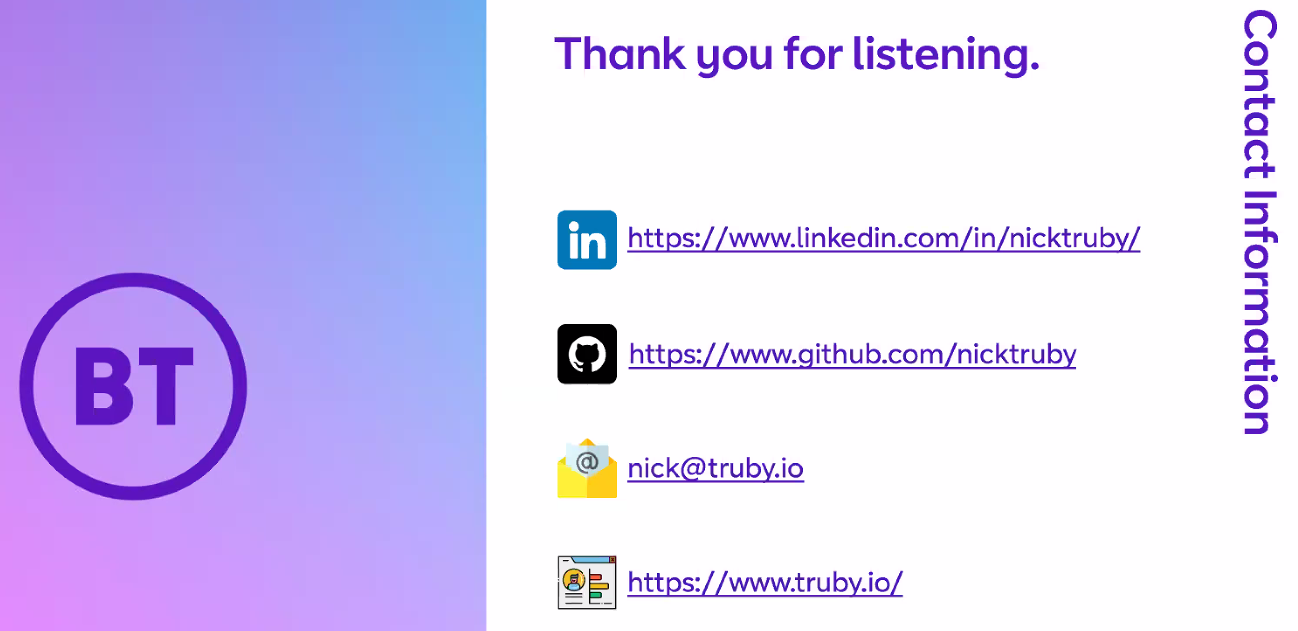 Thank you for listening.
Contact Information
in https://www.linkedin.com/in/nicktruby/
https://www.github.com/nicktruby
BT
@ nick@truby.io
https://www.truby.io/